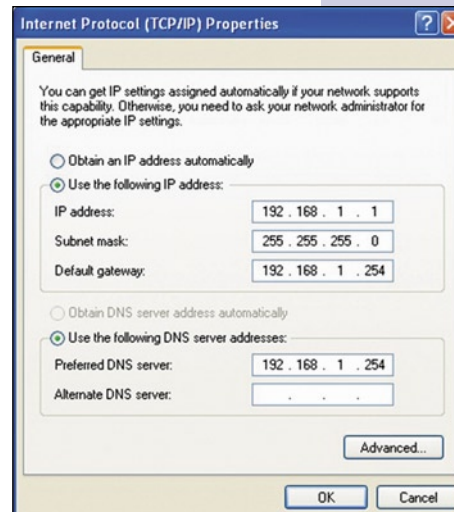 Internet Protocol (TCP/IP) Properties
General
You can get IP settings assigned automatically if your network supports
this capability. Otherwise, you need to ask your network administrator for
the appropriate IP settings.
Obtain an IP address automatically
Use the following IP address:
IP address: 192 . 168 . 1 . 1
Subnet mask: 255 . 255 . 255 . 0
Default gateway: 192 . 168 . 1 . 254
Obtain DNS server address automatically
Use the following DNS server addresses:
Preferred DNS server: 192 . 168 . 1 . 254
Alternate DNS server: . . .
Advanced...
OK Cancel